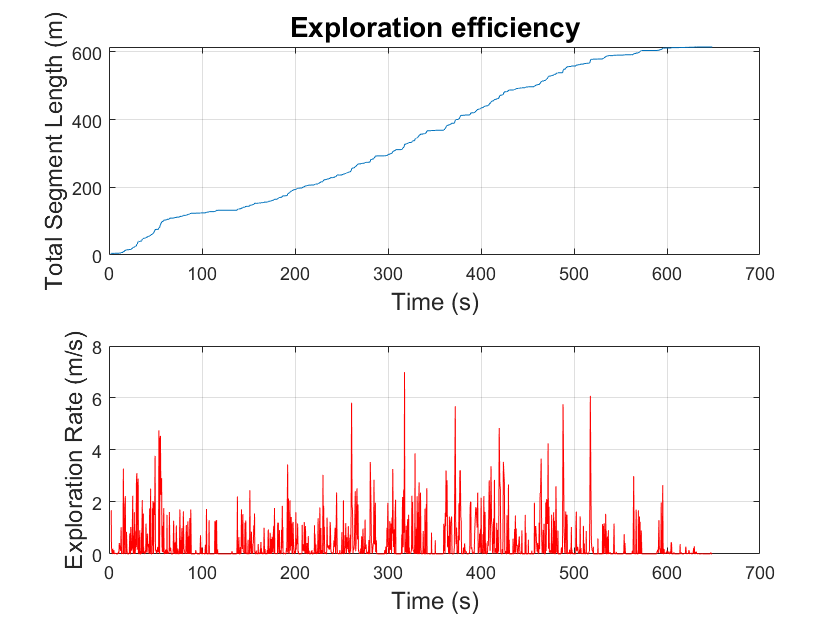 Exploration efficiency
Total Segment Length (m)
600
400
200
0
0 100 200 300 400 500 600 700
Time (s)
Exploration Rate (m/s)
8
6
4
2
0
0 100 200 300 400 500 600 700
Time (s)